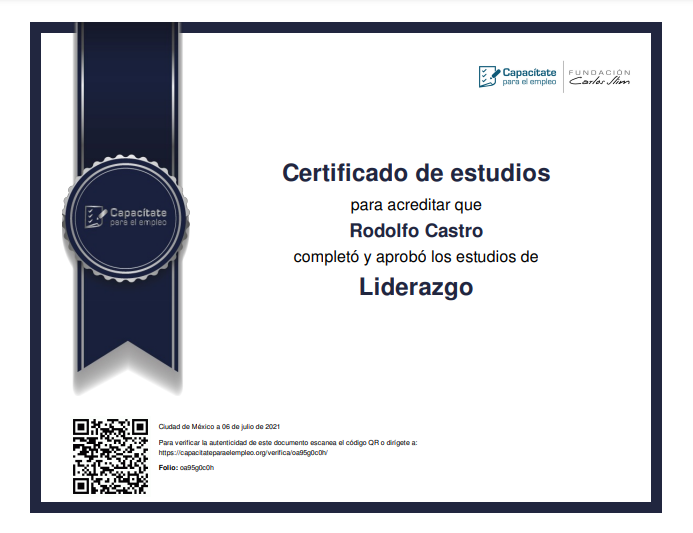 Capacítate
para el empleo
FUNDACIÓN
Carlos Slim
Certificado de estudios
para acreditar que
Rodolfo Castro
completó y aprobó los estudios de
Liderazgo
Capacítate
para el empleo
Ciudad de México a 06 de julio de 2021
Para verificar la autenticidad de este documento escanea el código QR o dirígete a:
https://capacitateparaelempleo.org/verifica/oa95g0c0h/
Folio: oa95g0c0h